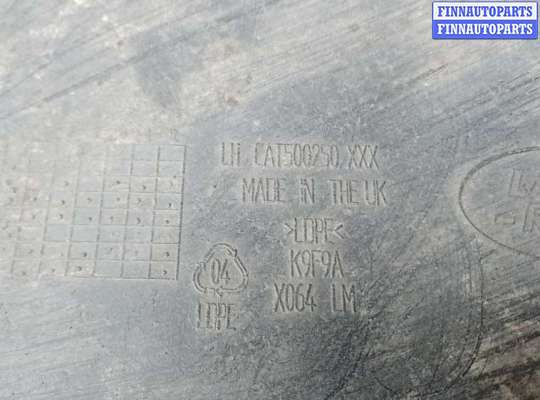 FINNAUTOPARTS
FINNAUTOPARTS
LH CAT500250 XXX
MADE IN THE UK
>LDPE<
K9F9A
X064 LM
04
LDPE